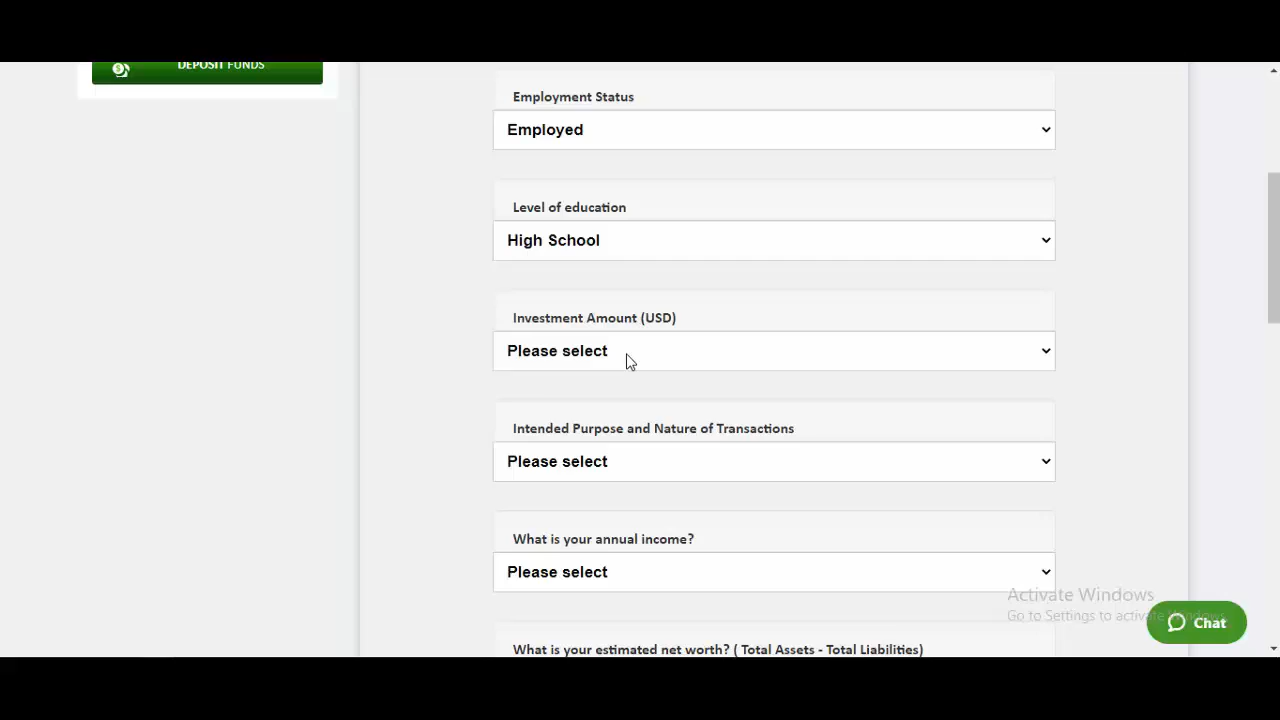 DEPOSIT FUNDS
Employment Status
Employed
Level of education
High School
Investment Amount (USD)
Please select
Intended Purpose and Nature of Transactions
Please select
What is your annual income?
Please select
Activate Windows
Go to Settings to activate Windows.
Chat
What is your estimated net worth? ( Total Assets - Total Liabilities)